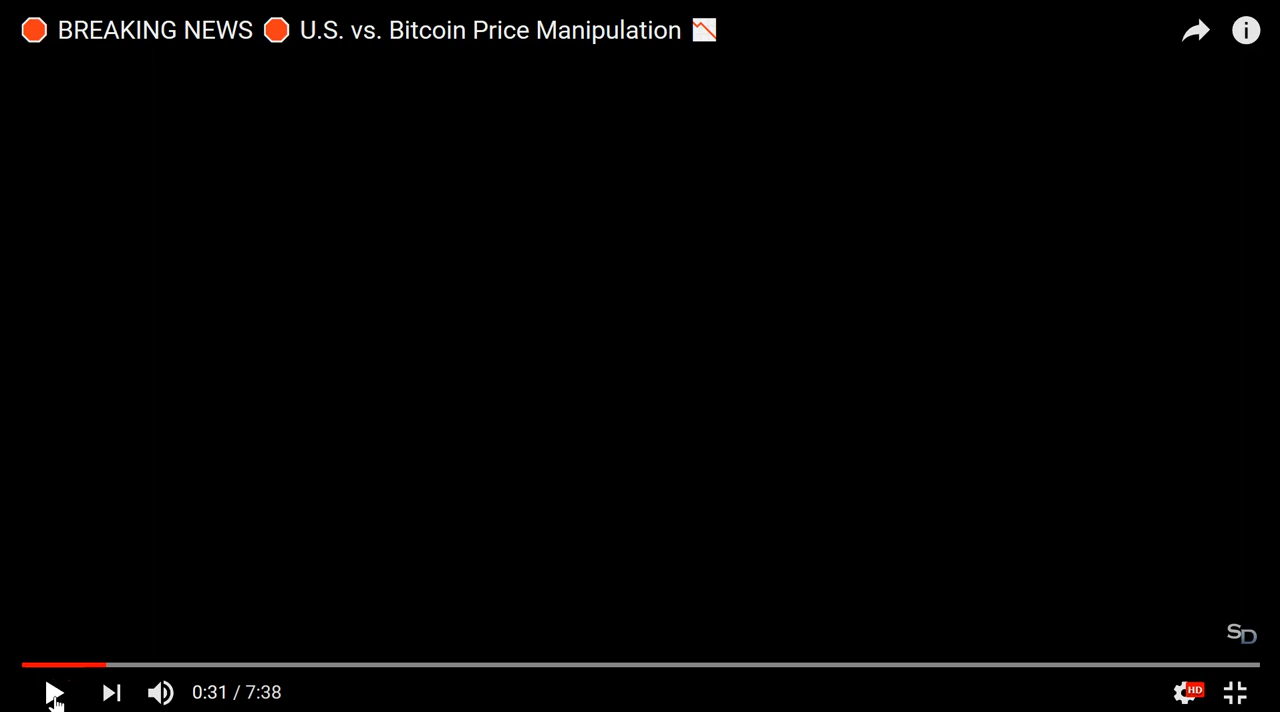 🛑 BREAKING NEWS 🛑 U.S. vs. Bitcoin Price Manipulation 📉
SD
0:31 / 7:38
HD